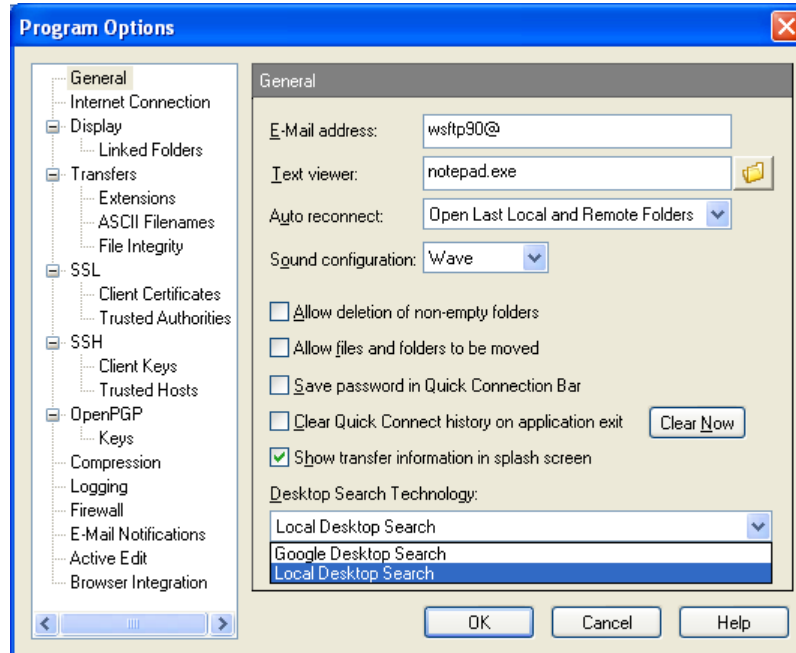 Program Options
General
Internet Connection
Display
Linked Folders
Transfers
Extensions
ASCII Filenames
File Integrity
SSL
Client Certificates
Trusted Authorities
SSH
Client Keys
Trusted Hosts
OpenPGP
Keys
Compression
Logging
Firewall
E-Mail Notifications
Active Edit
Browser Integration
General
E-Mail address: wsftp90@
Text viewer: notepad.exe
Auto reconnect: Open Last Local and Remote Folders
Sound configuration: Wave
Allow deletion of non-empty folders
Allow files and folders to be moved
Save password in Quick Connection Bar
Clear Quick Connect history on application exit Clear Now
Show transfer information in splash screen
Desktop Search Technology:
Local Desktop Search
Google Desktop Search
Local Desktop Search
OK Cancel Help